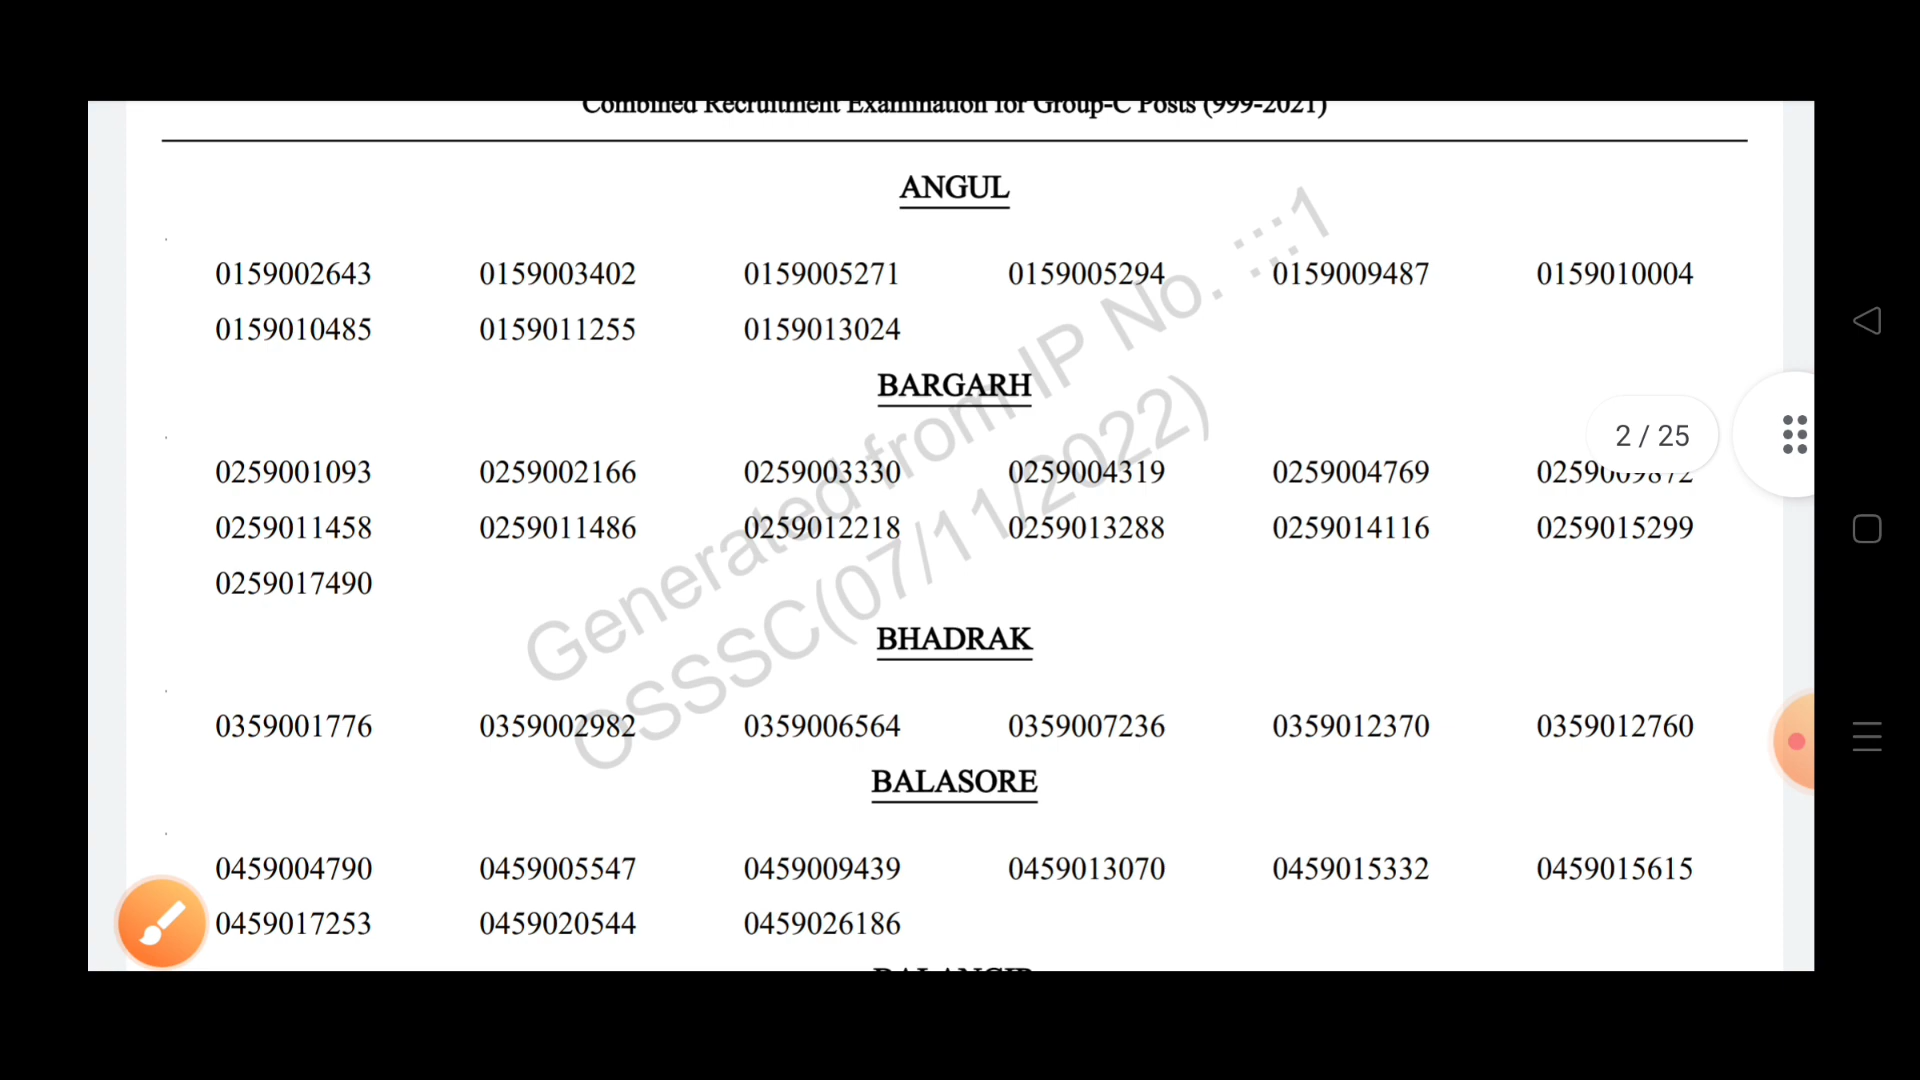 Combined Recruitment Examination for Group-C Posts (999-2021)
ANGUL
0159002643 0159003402 0159005271 0159005294 0159009487 0159010004
0159010485 0159011255 0159013024
BARGARH
0259001093 0259002166 0259003330 0259004319 0259004769
2 / 25
0259011458 0259011486 0259012218 0259013288 0259014116 0259015299
0259017490
BHADRAK
0359001776 0359002982 0359006564 0359007236 0359012370 0359012760
BALASORE
0459004790 0459005547 0459009439 0459013070 0459015332 0459015615
0459017253 0459020544 0459026186
Generated from IP No. :::1
OSSSC(07/11/2022)